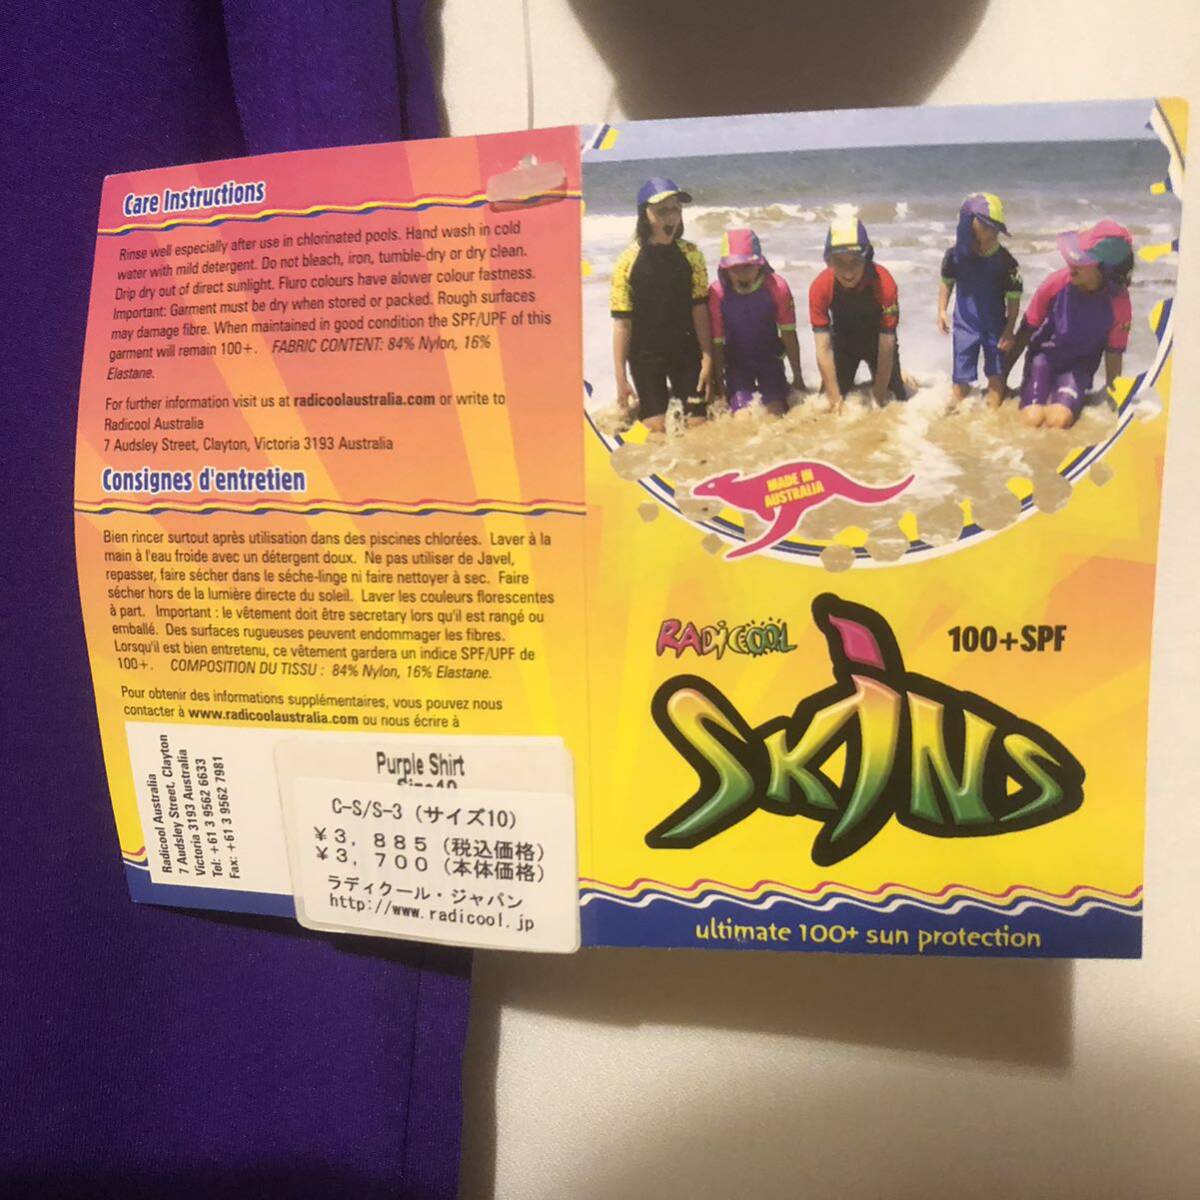 Care Instructions
Rinse well especially after use in chlorinated pools. Hand wash in cold
water with mild detergent. Do not bleach, iron, tumble-dry or dry clean.
Drip dry out of direct sunlight. Fluro colours have alower colour fastness.
Important: Garment must be dry when stored or packed. Rough surfaces
may damage fibre. When maintained in good condition the SPF/UPF of this
garment will remain 100+. FABRIC CONTENT: 84% Nylon, 16%
Elastane.
For further information visit us at radicoolaustralia.com or write to
Radicool Australia
7 Audsley Street, Clayton, Victoria 3193 Australia
Consignes d'entretien
Bien rincer surtout après utilisation dans des piscines chlorées. Laver à la
main à l'eau froide avec un détergent doux. Ne pas utiliser de Javel,
repasser, faire sécher dans le séche-linge ni faire nettoyer à sec. Faire
sécher hors de la lumière directe du soleil. Laver les couleurs florescentes
à part. Important : le vêtement doit être secretary lors qu'il est rangé ou
emballé. Des surfaces rugueuses peuvent endommager les fibres.
Lorsqu'il est bien entretenu, ce vêtement gardera un indice SPF/UPF de
100+. COMPOSITION DU TISSU : 84% Nylon, 16% Elastane.
Pour obtenir des informations supplémentaires, vous pouvez nous
contacter à www.radicoolaustralia.com ou nous écrire à
Radicool Australia
7 Audsley Street, Clayton
Victoria 3193 Australia
Tel: +61 3 9562 6633
Fax: +61 3 9562 7981
Purple Shirt
C-S/S-3 (サイズ10)
¥3,885(税込価格)
¥3,700(本体価格)
ラディクール・ジャパン
http://www.radicool.jp
MADE IN
AUSTRALIA
RADiCOOL
100+SPF
SKiNS
ultimate 100+ sun protection